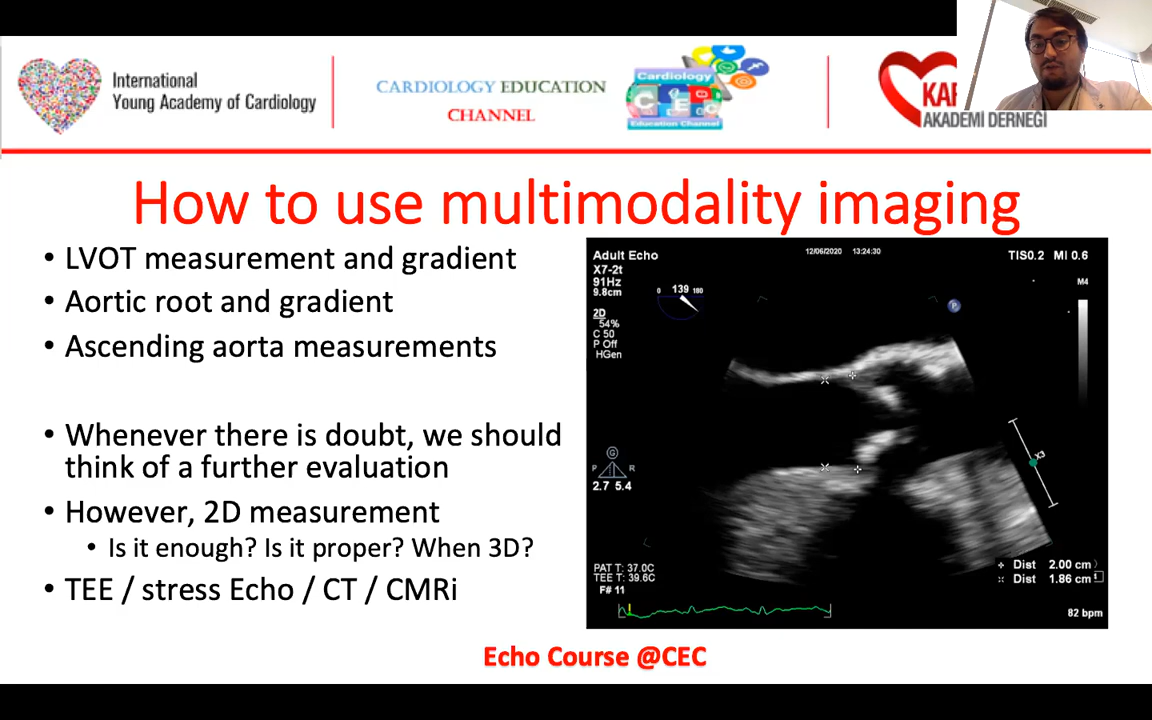 International
Young Academy of Cardiology
CARDIOLOGY EDUCATION
CHANNEL
Cardiology
C E C
Education Channel
KAR
AKADEMİ DERNEĞİ
How to use multimodality imaging
• LVOT measurement and gradient
• Aortic root and gradient
• Ascending aorta measurements
• Whenever there is doubt, we should
think of a further evaluation
• However, 2D measurement
• Is it enough? Is it proper? When 3D?
• TEE / stress Echo / CT / CMRi
Adult Echo
X7-2t
91Hz
9.8cm
2D
54%
C 50
P Off
HGen
12/06/2020 13:24:30
TIS0.2 MI 0.6
M4
0 139 180
P
X3
G
P R
2.7 5.4
PAT T: 37.0C
TEE T: 39.6C
F# 11
Dist 2.00 cm
Dist 1.86 cm
82 bpm
Echo Course @CEC